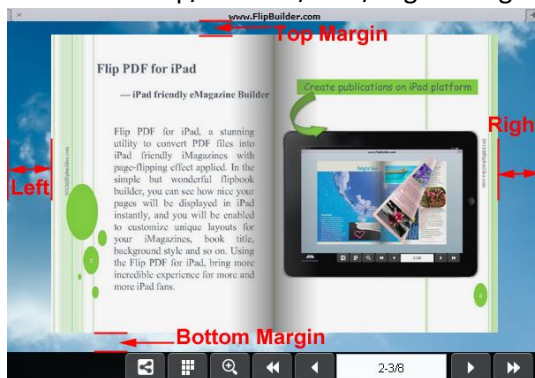 www.FlipBuilder.com
Top Margin
Flip PDF for iPad
— iPad friendly eMagazine Builder
Create publications on iPad platform
Flip PDF for iPad, a stunning
utility to convert PDF files into
iPad friendly iMagazines with
page-flipping effect applied. In the
simple but wonderful flipbook
builder, you can see how nice your
pages will be displayed in iPad
instantly, and you will be enabled
to customize unique layouts for
your iMagazines, book title,
background style and so on. Using
the Flip PDF for iPad, bring more
incredible experience for more and
more iPad fans.
Left
Righ
Bottom Margin
2-3/8